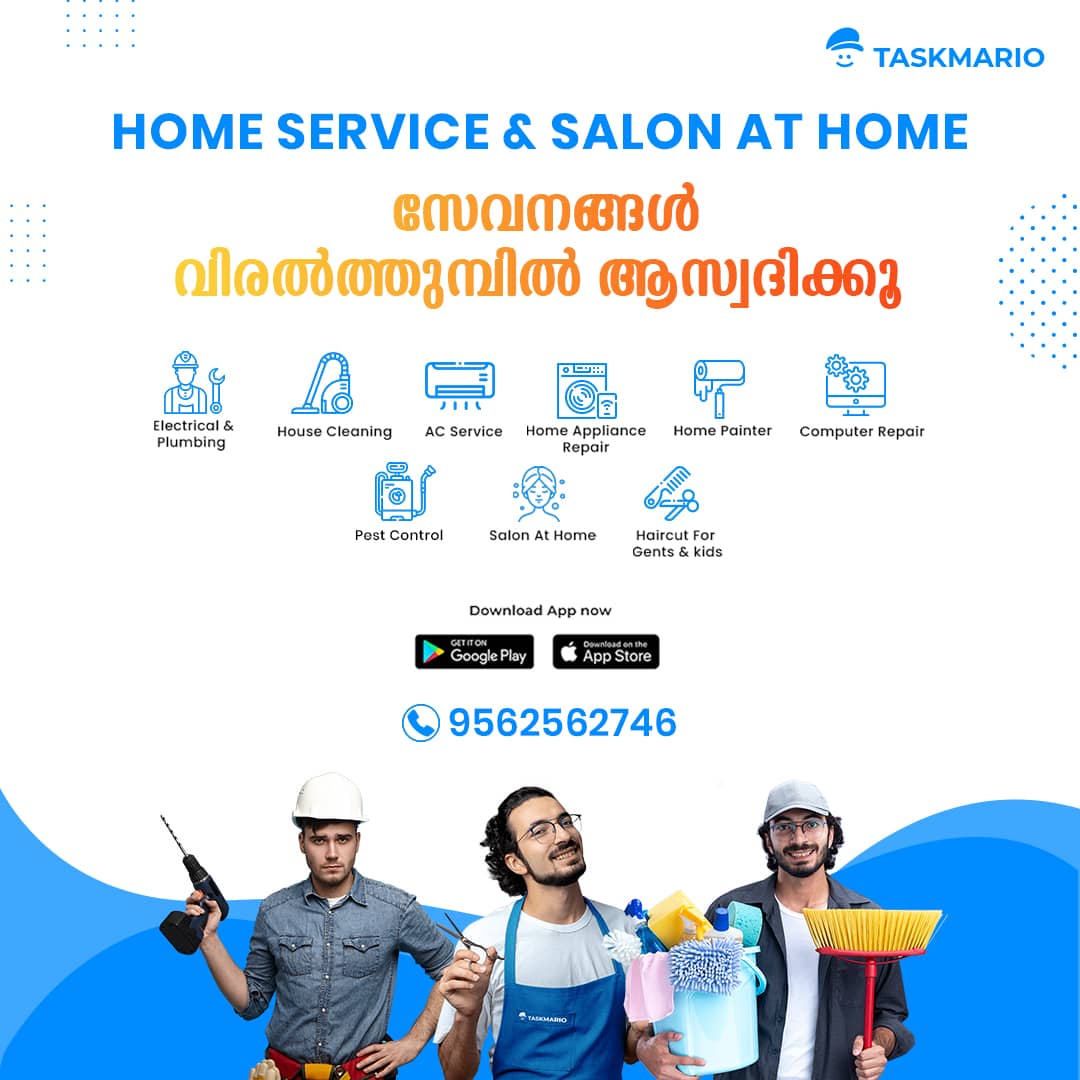 TASKMARIO
HOME SERVICE & SALON AT HOME
സേവനങ്ങൾ
വിരൽത്തുമ്പിൽ ആസ്വദിക്കൂ
Electrical &
Plumbing
House Cleaning
AC Service
Home Appliance
Repair
Home Painter
Computer Repair
Pest Control
Salon At Home
Haircut For
Gents & kids
Download App now
GET IT ON
Google Play
Download on the
App Store
9562562746
TASKMARIO